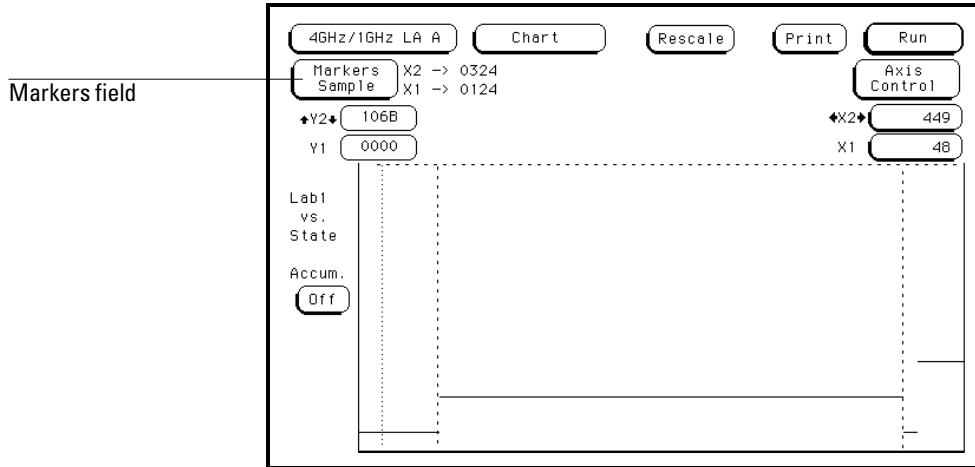 4GHz/1GHz LA A Chart Rescale Print Run
Markers X2 -> 0324 Axis
Sample X1 -> 0124 Control
Markers field
↑Y2↓ 106B ←X2→ 449
Y1 0000 X1 48
Lab1
vs.
State
Accum.
Off